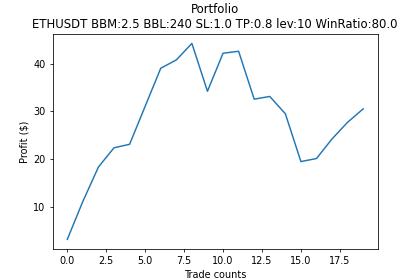 Portfolio
ETHUSDT BBM:2.5 BBL:240 SL:1.0 TP:0.8 lev:10 WinRatio:80.0
Profit ($)
40
30
20
10
0.0 2.5 5.0 7.5 10.0 12.5 15.0 17.5
Trade counts